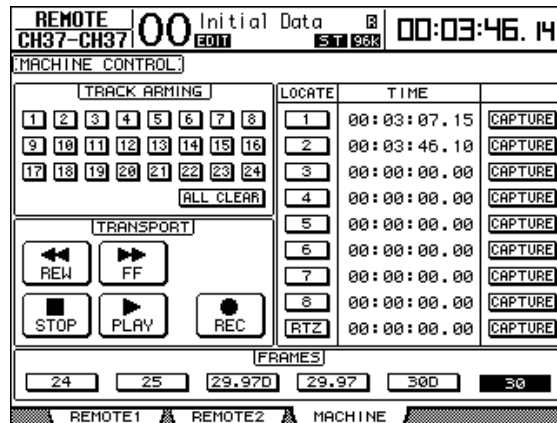 REMOTE
CH37-CH37
00 Initial Data R
EDIT ST 96k
00:03:46.14
MACHINE CONTROL
TRACK ARMING
1 2 3 4 5 6 7 8
9 10 11 12 13 14 15 16
17 18 19 20 21 22 23 24
ALL CLEAR
TRANSPORT
REW FF
STOP PLAY REC
LOCATE TIME
1 00:03:07.15 CAPTURE
2 00:03:46.10 CAPTURE
3 00:00:00.00 CAPTURE
4 00:00:00.00 CAPTURE
5 00:00:00.00 CAPTURE
6 00:00:00.00 CAPTURE
7 00:00:00.00 CAPTURE
8 00:00:00.00 CAPTURE
RTZ 00:00:00.00 CAPTURE
FRAMES
24 25 29.97D 29.97 30D 30
REMOTE1 REMOTE2 MACHINE